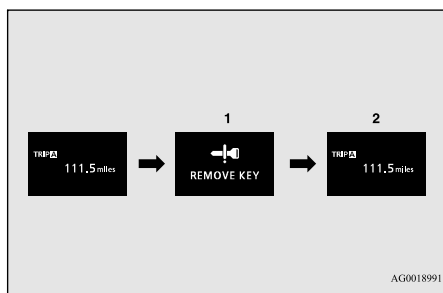 1
2
TRIP A
111.5 miles
REMOVE KEY
TRIP A
111.5 miles
AG0018991